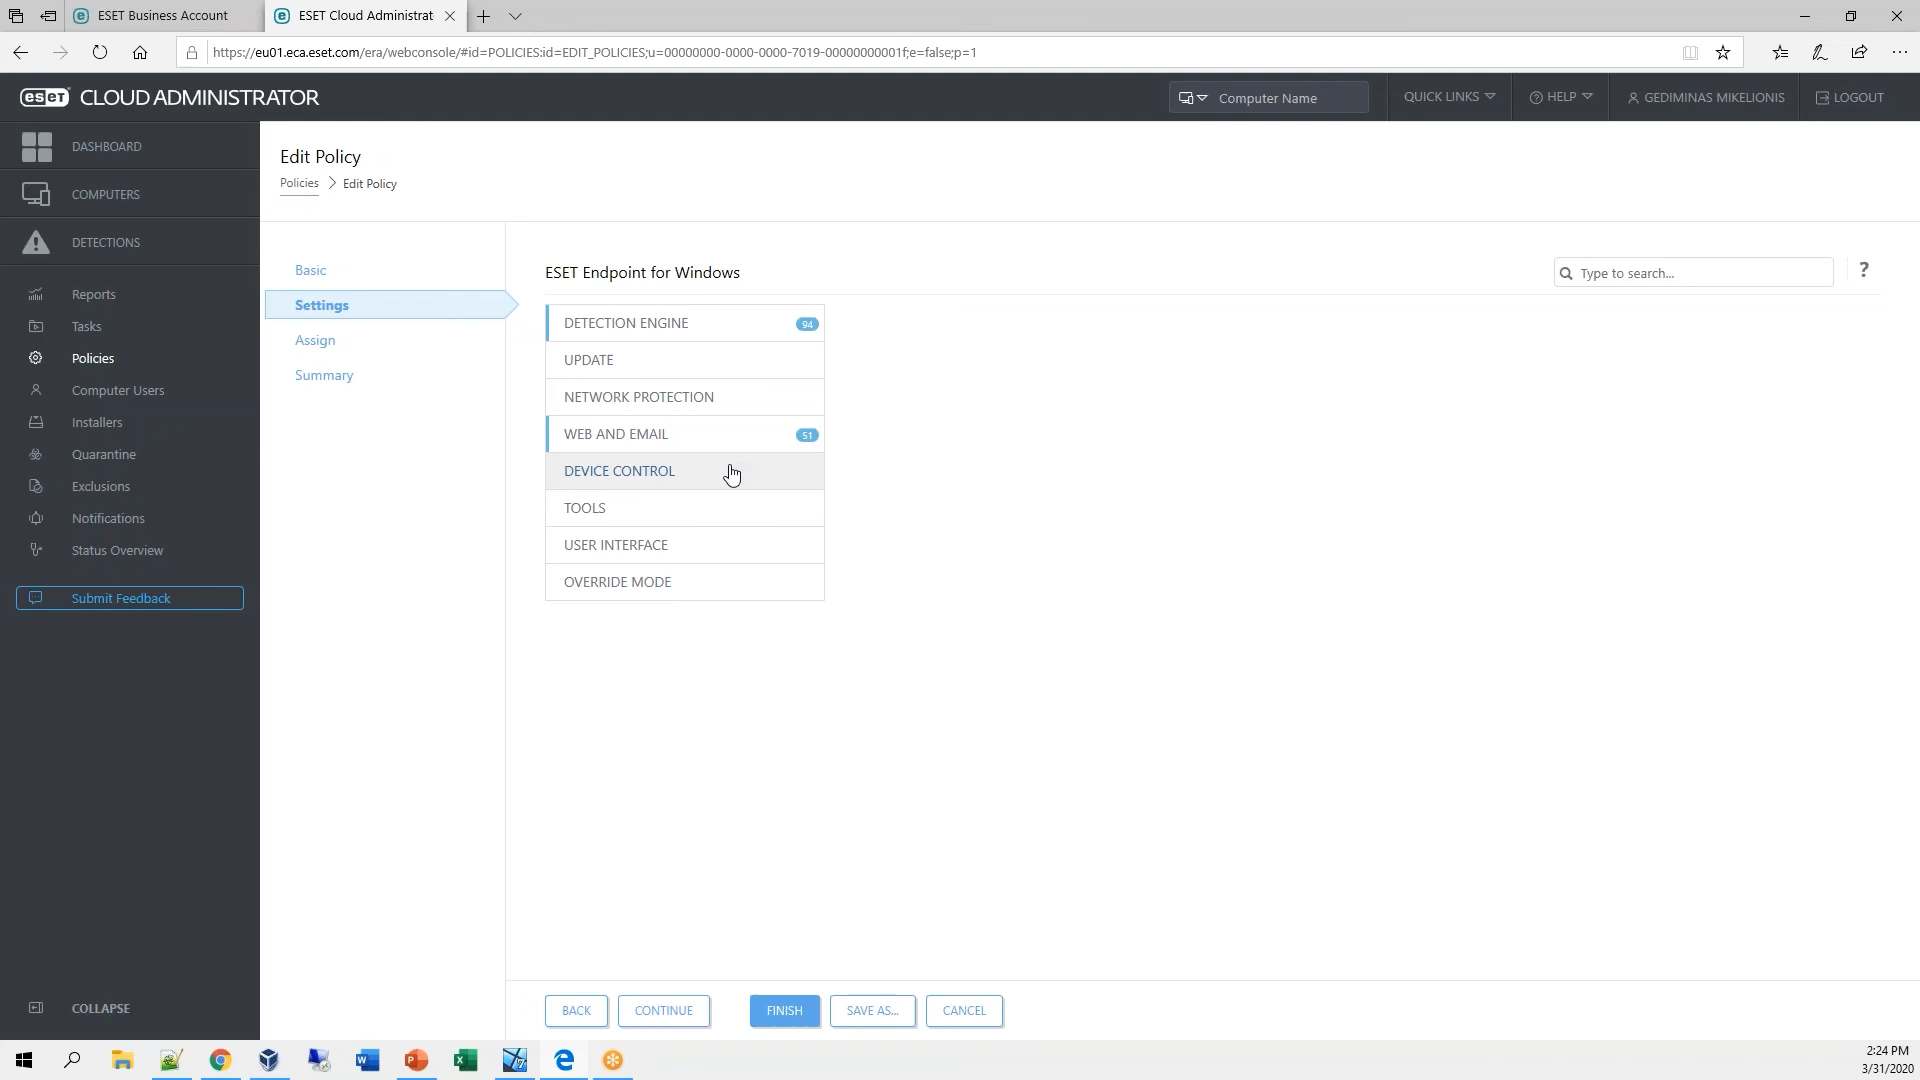 ESET Business Account
ESET Cloud Administrat
https://eu01.eca.eset.com/era/webconsole/#id=POLICIES:id=EDIT_POLICIES;u=00000000-0000-0000-7019-00000000001f;e=false;p=1
eseT CLOUD ADMINISTRATOR
Computer Name
QUICK LINKS
HELP
GEDIMINAS MIKELIONIS
LOGOUT
DASHBOARD
COMPUTERS
DETECTIONS
Reports
Tasks
Policies
Computer Users
Installers
Quarantine
Exclusions
Notifications
Status Overview
Submit Feedback
COLLAPSE
Edit Policy
Policies > Edit Policy
Basic
Settings
Assign
Summary
ESET Endpoint for Windows
Type to search...
?
DETECTION ENGINE 94
UPDATE
NETWORK PROTECTION
WEB AND EMAIL 51
DEVICE CONTROL
TOOLS
USER INTERFACE
OVERRIDE MODE
BACK
CONTINUE
FINISH
SAVE AS...
CANCEL
2:24 PM
3/31/2020